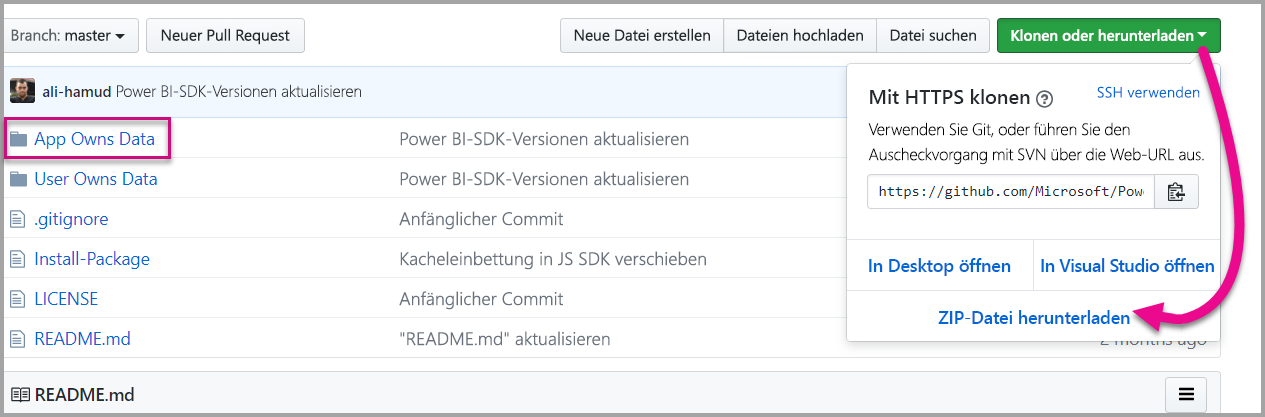 Branch: master
Neuer Pull Request
Neue Datei erstellen
Dateien hochladen
Datei suchen
Klonen oder herunterladen
ali-hamud Power BI-SDK-Versionen aktualisieren
App Owns Data Power BI-SDK-Versionen aktualisieren
User Owns Data Power BI-SDK-Versionen aktualisieren
.gitignore Anfänglicher Commit
Install-Package Kacheleinbettung in JS SDK verschieben
LICENSE Anfänglicher Commit
README.md "README.md" aktualisieren
Mit HTTPS klonen ?
SSH verwenden
Verwenden Sie Git, oder führen Sie den
Auscheckvorgang mit SVN über die Web-URL aus.
https://github.com/Microsoft/Pow
In Desktop öffnen
In Visual Studio öffnen
ZIP-Datei herunterladen
2 months ago
README.md